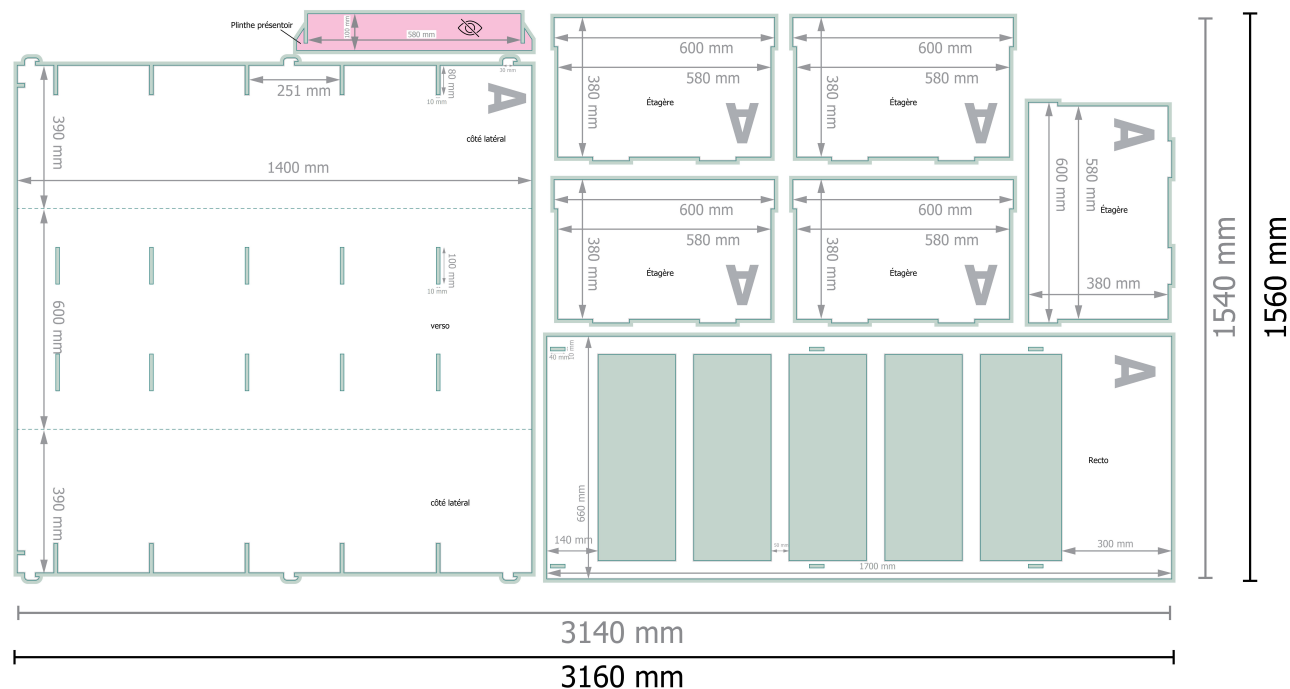 Plinthe présentoir
100 mm
580 mm
30 mm
251 mm
80 mm
10 mm
A
côté latéral
390 mm
1400 mm
100 mm
10 mm
600 mm
verso
390 mm
côté latéral
600 mm
580 mm
380 mm
Étagère
A
600 mm
580 mm
380 mm
Étagère
A
600 mm
580 mm
380 mm
Étagère
A
600 mm
580 mm
380 mm
Étagère
A
A
600 mm
580 mm
Étagère
380 mm
40 mm
A
Recto
660 mm
140 mm
300 mm
1700 mm
1540 mm
1560 mm
3140 mm
3160 mm